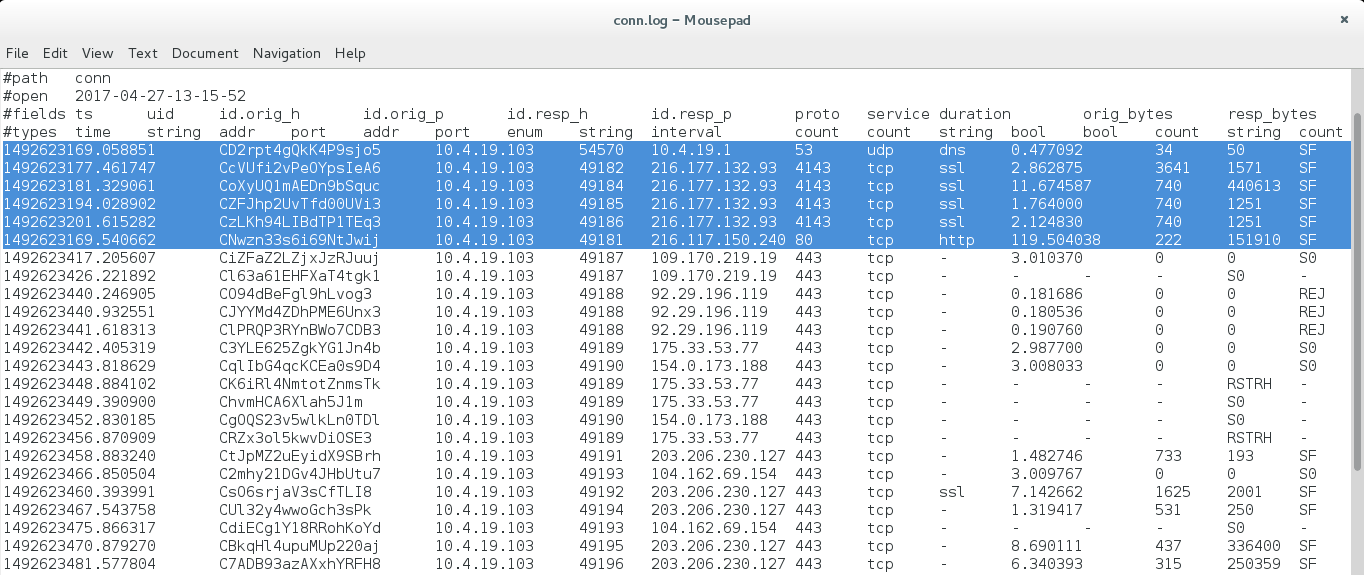 conn.log – Mousepad ×
File Edit View Text Document Navigation Help
#path conn
#open 2017-04-27-13-15-52
#fields ts uid id.orig_h id.orig_p id.resp_h id.resp_p proto service duration orig_bytes resp_bytes
#types time string addr port addr port enum string interval count count string bool bool count string count
1492623169.058851 CD2rpt4gQkK4P9sjo5 10.4.19.103 54570 10.4.19.1 53 udp dns 0.477092 34 50 SF
1492623177.461747 CcVUfi2vPeOYpsIeA6 10.4.19.103 49182 216.177.132.93 4143 tcp ssl 2.862875 3641 1571 SF
1492623181.329061 CoXyUQ1mAEDn9bSquc 10.4.19.103 49184 216.177.132.93 4143 tcp ssl 11.674587 740 440613 SF
1492623194.028902 CZFJhp2UvTfd00UVi3 10.4.19.103 49185 216.177.132.93 4143 tcp ssl 1.764000 740 1251 SF
1492623201.615282 CzLKh94LIBdTP1TEq3 10.4.19.103 49186 216.177.132.93 4143 tcp ssl 2.124830 740 1251 SF
1492623169.540662 CNwzn33s6i69NtJwij 10.4.19.103 49181 216.117.150.240 80 tcp http 119.504038 222 151910 SF
1492623417.205607 CiZFaZ2LZjxJzRJuuj 10.4.19.103 49187 109.170.219.19 443 tcp - 3.010370 0 0 S0
1492623426.221892 Cl63a61EHFXaT4tgk1 10.4.19.103 49187 109.170.219.19 443 tcp - - - - S0 -
1492623440.246905 CO94dBeFgl9hLvog3 10.4.19.103 49188 92.29.196.119 443 tcp - 0.181686 0 0 REJ
1492623440.932551 CJYYMd4ZDhPME6Unx3 10.4.19.103 49188 92.29.196.119 443 tcp - 0.180536 0 0 REJ
1492623441.618313 ClPRQP3RYnBWo7CDB3 10.4.19.103 49188 92.29.196.119 443 tcp - 0.190760 0 0 REJ
1492623442.405319 C3YLE625ZgkYG1Jn4b 10.4.19.103 49189 175.33.53.77 443 tcp - 2.987700 0 0 S0
1492623443.818629 CqlIbG4qcKCEa0s9D4 10.4.19.103 49190 154.0.173.188 443 tcp - 3.008033 0 0 S0
1492623448.884102 CK6iRl4NmtotZnmsTk 10.4.19.103 49189 175.33.53.77 443 tcp - - - - RSTRH -
1492623449.390900 ChvmHCA6Xlah5J1m 10.4.19.103 49189 175.33.53.77 443 tcp - - - - S0 -
1492623452.830185 CgOQS23v5wlkLn0TDl 10.4.19.103 49190 154.0.173.188 443 tcp - - - - S0 -
1492623456.870909 CRZx3ol5kwvDiOSE3 10.4.19.103 49189 175.33.53.77 443 tcp - - - - RSTRH -
1492623458.883240 CtJpMZ2uEyidX9SBrh 10.4.19.103 49191 203.206.230.127 443 tcp - 1.482746 733 193 SF
1492623466.850504 C2mhy21DGv4JHbUtu7 10.4.19.103 49193 104.162.69.154 443 tcp - 3.009767 0 0 S0
1492623460.393991 CsO6srjaV3sCfTLI8 10.4.19.103 49192 203.206.230.127 443 tcp ssl 7.142662 1625 2001 SF
1492623467.543758 CUl32y4wwoGch3sPk 10.4.19.103 49194 203.206.230.127 443 tcp - 1.319417 531 250 SF
1492623475.866317 CdiECg1Y18RRohKoYd 10.4.19.103 49193 104.162.69.154 443 tcp - - - - S0 -
1492623470.879270 CBkqHl4upuMUp220aj 10.4.19.103 49195 203.206.230.127 443 tcp - 8.690111 437 336400 SF
1492623481.577804 C7ADB93azAXxhYRFH8 10.4.19.103 49196 203.206.230.127 443 tcp - 6.340393 315 250359 SF